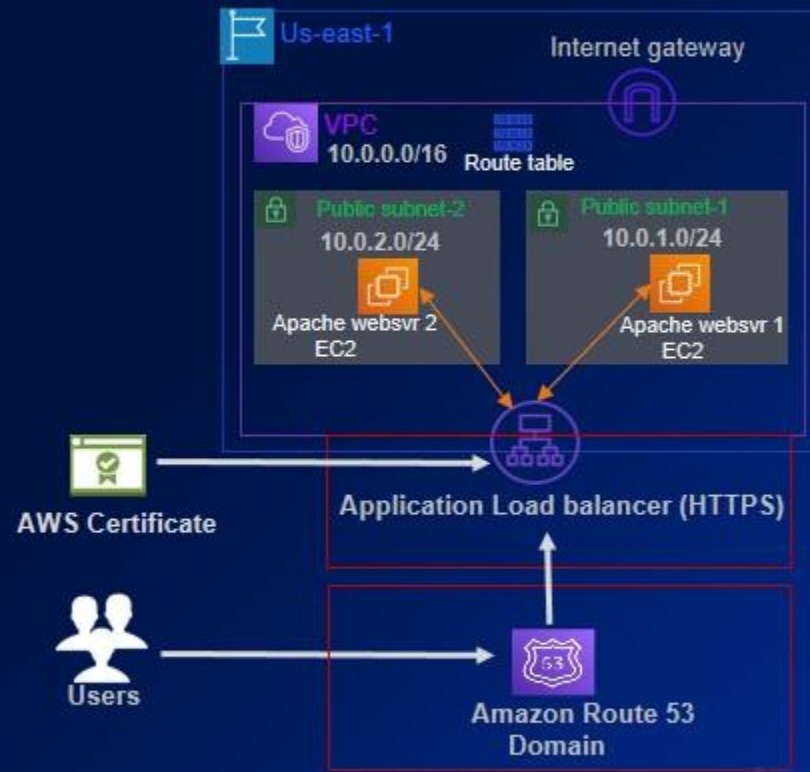 Us-east-1
Internet gateway
VPC
10.0.0.0/16
Route table
Public subnet-2
10.0.2.0/24
Apache websvr 2
EC2
Public subnet-1
10.0.1.0/24
Apache websvr 1
EC2
AWS Certificate
Application Load balancer (HTTPS)
Users
53
Amazon Route 53
Domain